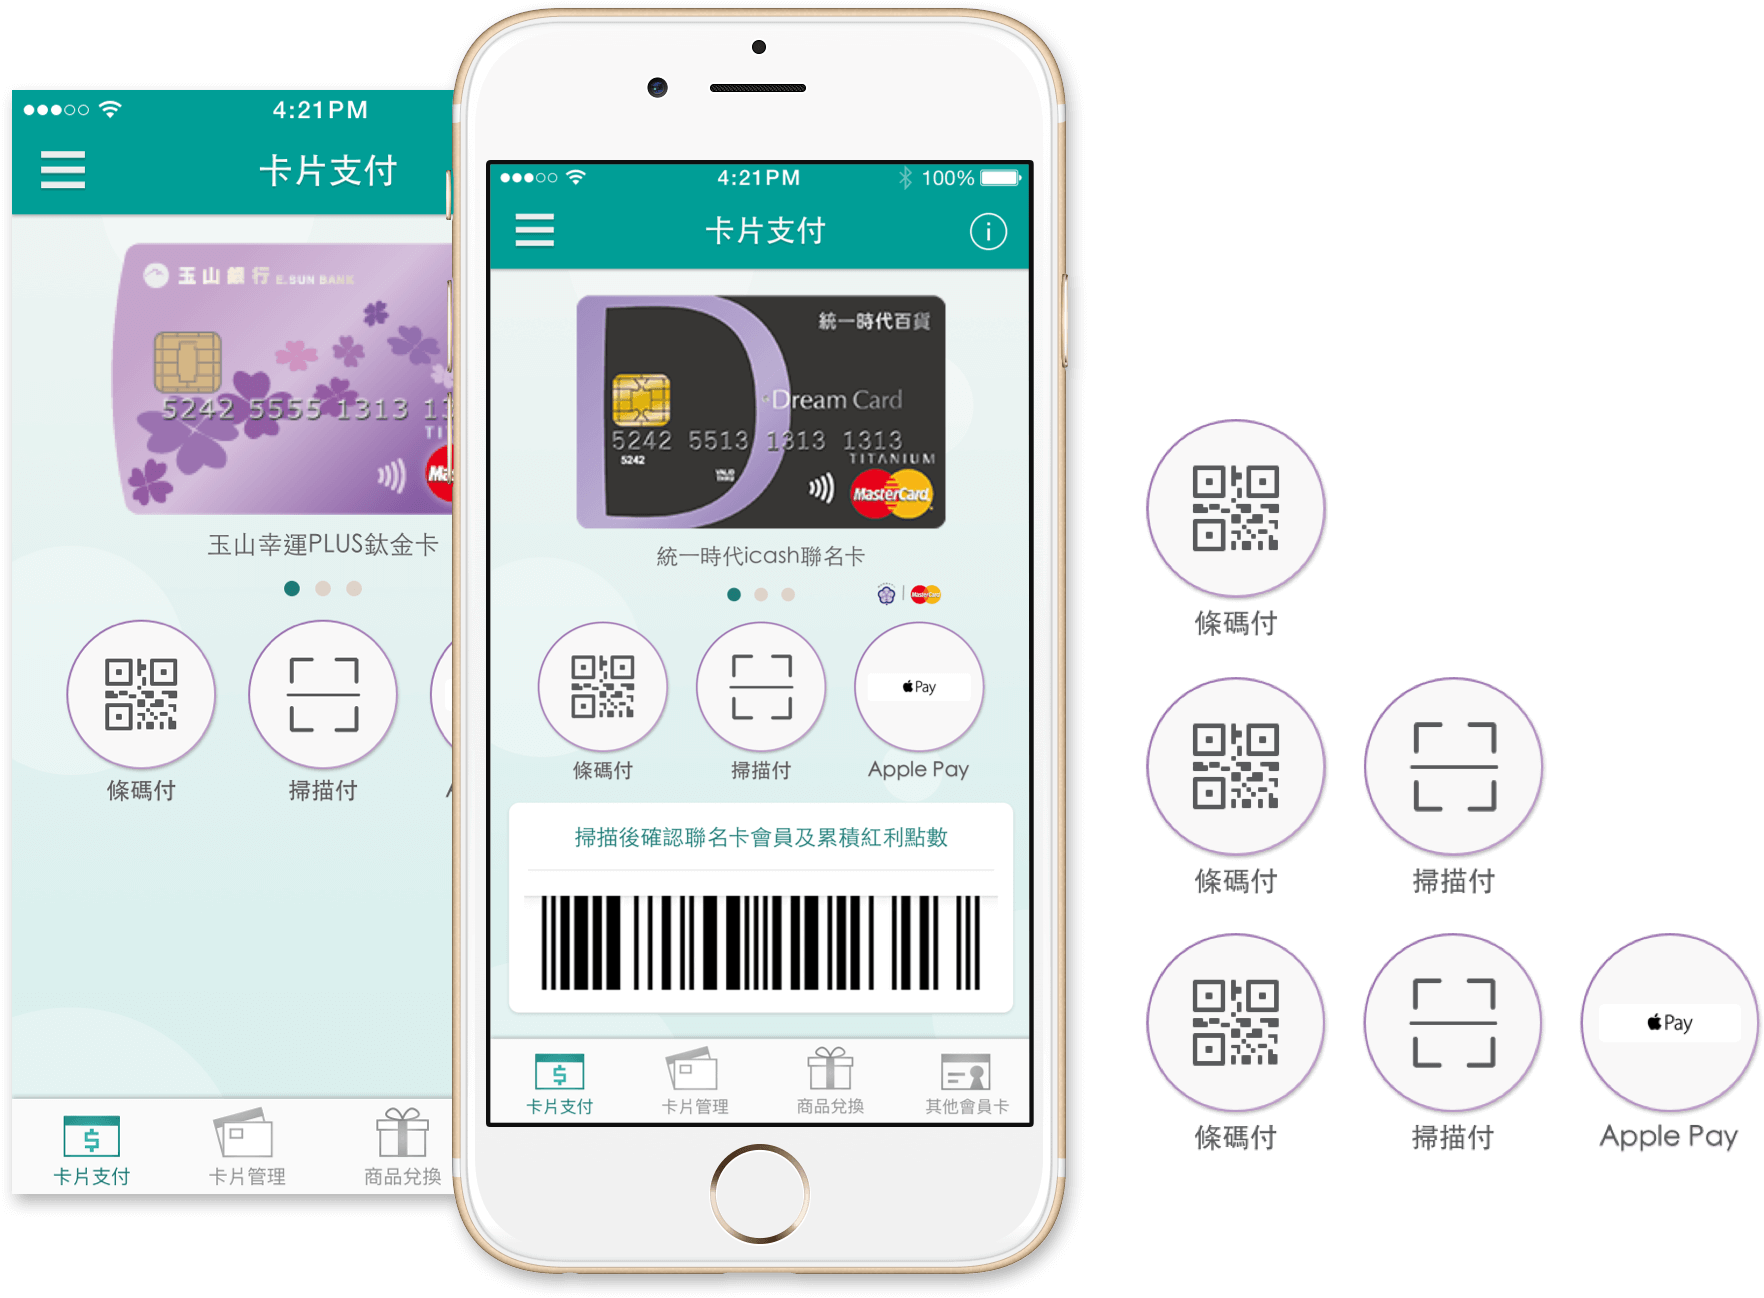 4:21PM
卡片支付
玉山銀行 E.SUN BANK
5242 5555 1313 13
TI
Ma
玉山幸運PLUS鈦金卡
條碼付
掃描付
卡片支付
卡片管理
商品兌換
4:21PM
100%
卡片支付
統一時代百貨
Dream Card
5242 5513 1313 1313
5242
VALID THRU
TITANIUM
MasterCard
統一時代icash聯名卡
MasterCard
Pay
條碼付
掃描付
Apple Pay
掃描後確認聯名卡會員及累積紅利點數
卡片支付
卡片管理
商品兌換
其他會員卡
條碼付
條碼付
掃描付
Pay
條碼付
掃描付
Apple Pay